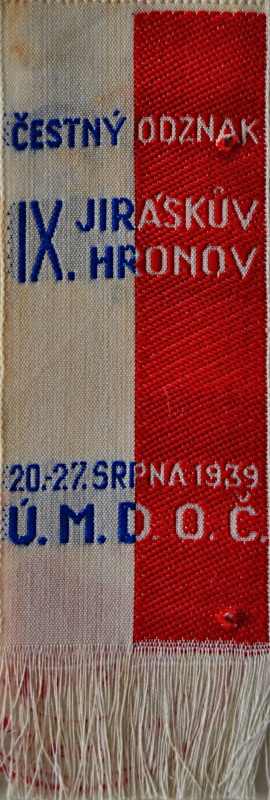 ČESTNÝ ODZNAK
IX. JIRÁSKŮV
HRONOV
20.-27. SRPNA 1939
Ú. M. D. O. Č.